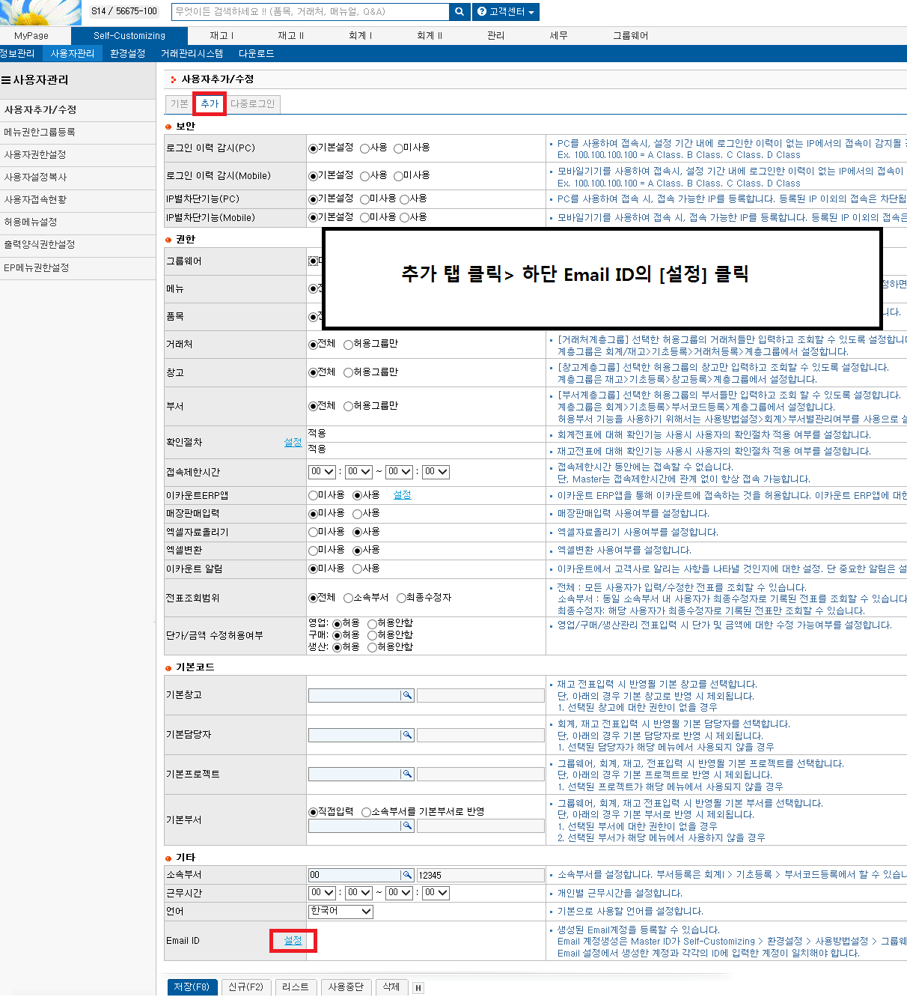 S14 / 56675-100
무엇이든 검색하세요 !! (품목, 거래처, 매뉴얼, Q&A)
고객센터
MyPage Self-Customizing 재고 I 재고 II 회계 I 회계 II 관리 세무 그룹웨어
정보관리 사용자관리 환경설정 거래관리시스템 다운로드
사용자관리
사용자추가/수정
메뉴권한그룹등록
사용자권한설정
사용자설정복사
사용자접속현황
허용메뉴설정
출력양식권한설정
EP메뉴권한설정
사용자추가/수정
기본 추가 다중로그인
보안
로그인 이력 감시(PC) 기본설정 사용 미사용
PC를 사용하여 접속시, 설정 기간 내에 로그인한 이력이 없는 IP에서의 접속이 감지될
Ex. 100.100.100.100 = A Class. B Class. C Class. D Class
로그인 이력 감시(Mobile) 기본설정 사용 미사용
모바일기기를 사용하여 접속시, 설정 기간 내에 로그인한 이력이 없는 IP에서의 접속이
Ex. 100.100.100.100 = A Class. B Class. C Class. D Class
IP별차단기능(PC) 기본설정 미사용 사용
PC를 사용하여 접속 시, 접속 가능한 IP를 등록합니다. 등록된 IP 이외의 접속은 차단됩
IP별차단기능(Mobile) 기본설정 미사용 사용
모바일기기를 사용하여 접속 시, 접속 가능한 IP를 등록합니다. 등록된 IP 이외의 접속은
권한
그룹웨어
추가 탭 클릭> 하단 Email ID의 [설정] 클릭
메뉴
정하면
품목
니다.
거래처 전체 허용그룹만
[거래처계층그룹] 선택한 허용그룹의 거래처들만 입력하고 조회할 수 있도록 설정합니다
계층그룹은 회계/재고>기초등록>거래처등록>계층그룹에서 설정합니다.
창고 전체 허용그룹만
[창고계층그룹] 선택한 허용그룹의 창고만 입력하고 조회할 수 있도록 설정합니다.
계층그룹은 재고>기초등록>창고등록>계층그룹에서 설정합니다.
부서 전체 허용그룹만
[부서계층그룹] 선택한 허용그룹의 부서들만 입력하고 조회 할 수 있도록 설정합니다.
계층그룹은 회계>기초등록>부서코드등록>계층그룹에서 설정합니다.
허용부서 기능을 사용하기 위해서는 사용방법설정>회계>부서별관리여부를 사용으로 설
확인절차 설정
적용
회계전표에 대해 확인기능 사용시 사용자의 확인절차 적용 여부를 설정합니다.
적용
재고전표에 대해 확인기능 사용시 사용자의 확인절차 적용 여부를 설정합니다.
접속제한시간 00 : 00 ~ 00 : 00
접속제한시간 동안에는 접속할 수 없습니다.
단, Master는 접속제한시간에 관계 없이 항상 접속 가능합니다.
이카운트ERP앱 미사용 사용 설정
이카운트 ERP앱을 통해 이카운트에 접속하는 것을 허용합니다. 이카운트 ERP앱에 대한
매장판매입력 미사용 사용
매장판매입력 사용여부를 설정합니다.
엑셀자료올리기 미사용 사용
엑셀자료올리기 사용여부를 설정합니다.
엑셀변환 미사용 사용
엑셀변환 사용여부를 설정합니다.
이카운트 알림 미사용 사용
이카운트에서 고객사로 알리는 사항을 나타낼 것인지에 대한 설정. 단 중요한 알림은 설
전표조회범위 전체 소속부서 최종수정자
전체 : 모든 사용자가 입력/수정한 전표를 조회할 수 있습니다.
소속부서 : 동일 소속부서 내 사용자가 최종수정자로 기록된 전표를 조회할 수 있습니다
최종수정자: 해당 사용자가 최종수정자로 기록된 전표만 조회할 수 있습니다.
단가/금액 수정허용여부
영업: 허용 허용안함
구매: 허용 허용안함
생산: 허용 허용안함
영업/구매/생산관리 전표입력 시 단가 및 금액에 대한 수정 가능여부를 설정합니다.
기본코드
기본창고
재고 전표입력 시 반영될 기본 창고를 선택합니다.
단, 아래의 경우 기본 창고로 반영 시 제외됩니다.
1. 선택된 창고에 대한 권한이 없을 경우
기본담당자
회계, 재고 전표입력 시 반영될 기본 담당자를 선택합니다.
단, 아래의 경우 기본 담당자로 반영 시 제외됩니다.
1. 선택된 담당자가 해당 메뉴에서 사용되지 않을 경우
기본프로젝트
그룹웨어, 회계, 재고, 전표입력 시 반영될 기본 프로젝트를 선택합니다.
단, 아래의 경우 기본 프로젝트로 반영 시 제외됩니다.
1. 선택된 프로젝트가 해당 메뉴에서 사용되지 않을 경우
기본부서 직접입력 소속부서를 기본부서로 반영
그룹웨어, 회계, 재고 전표입력 시 반영될 기본 부서를 선택합니다.
단, 아래의 경우 기본 부서로 반영 시 제외됩니다.
1. 선택된 부서에 대한 권한이 없을 경우
2. 선택된 부서가 해당 메뉴에서 사용하지 않을 경우
기타
소속부서 00 12345
소속부서를 설정합니다. 부서등록은 회계I > 기초등록 > 부서코드등록에서 할 수 있습니
근무시간 00 : 00 ~ 00 : 00
개인별 근무시간을 설정합니다.
언어 한국어
기본으로 사용할 언어를 설정합니다.
Email ID 설정
생성된 Email계정을 등록할 수 있습니다.
Email 계정생성은 Master ID가 Self-Customizing > 환경설정 > 사용방법설정 > 그룹웨
Email 설정에서 생성한 계정과 각각의 ID에 입력한 계정이 일치해야 합니다.
저장(F8) 신규(F2) 리스트 사용중단 삭제 H